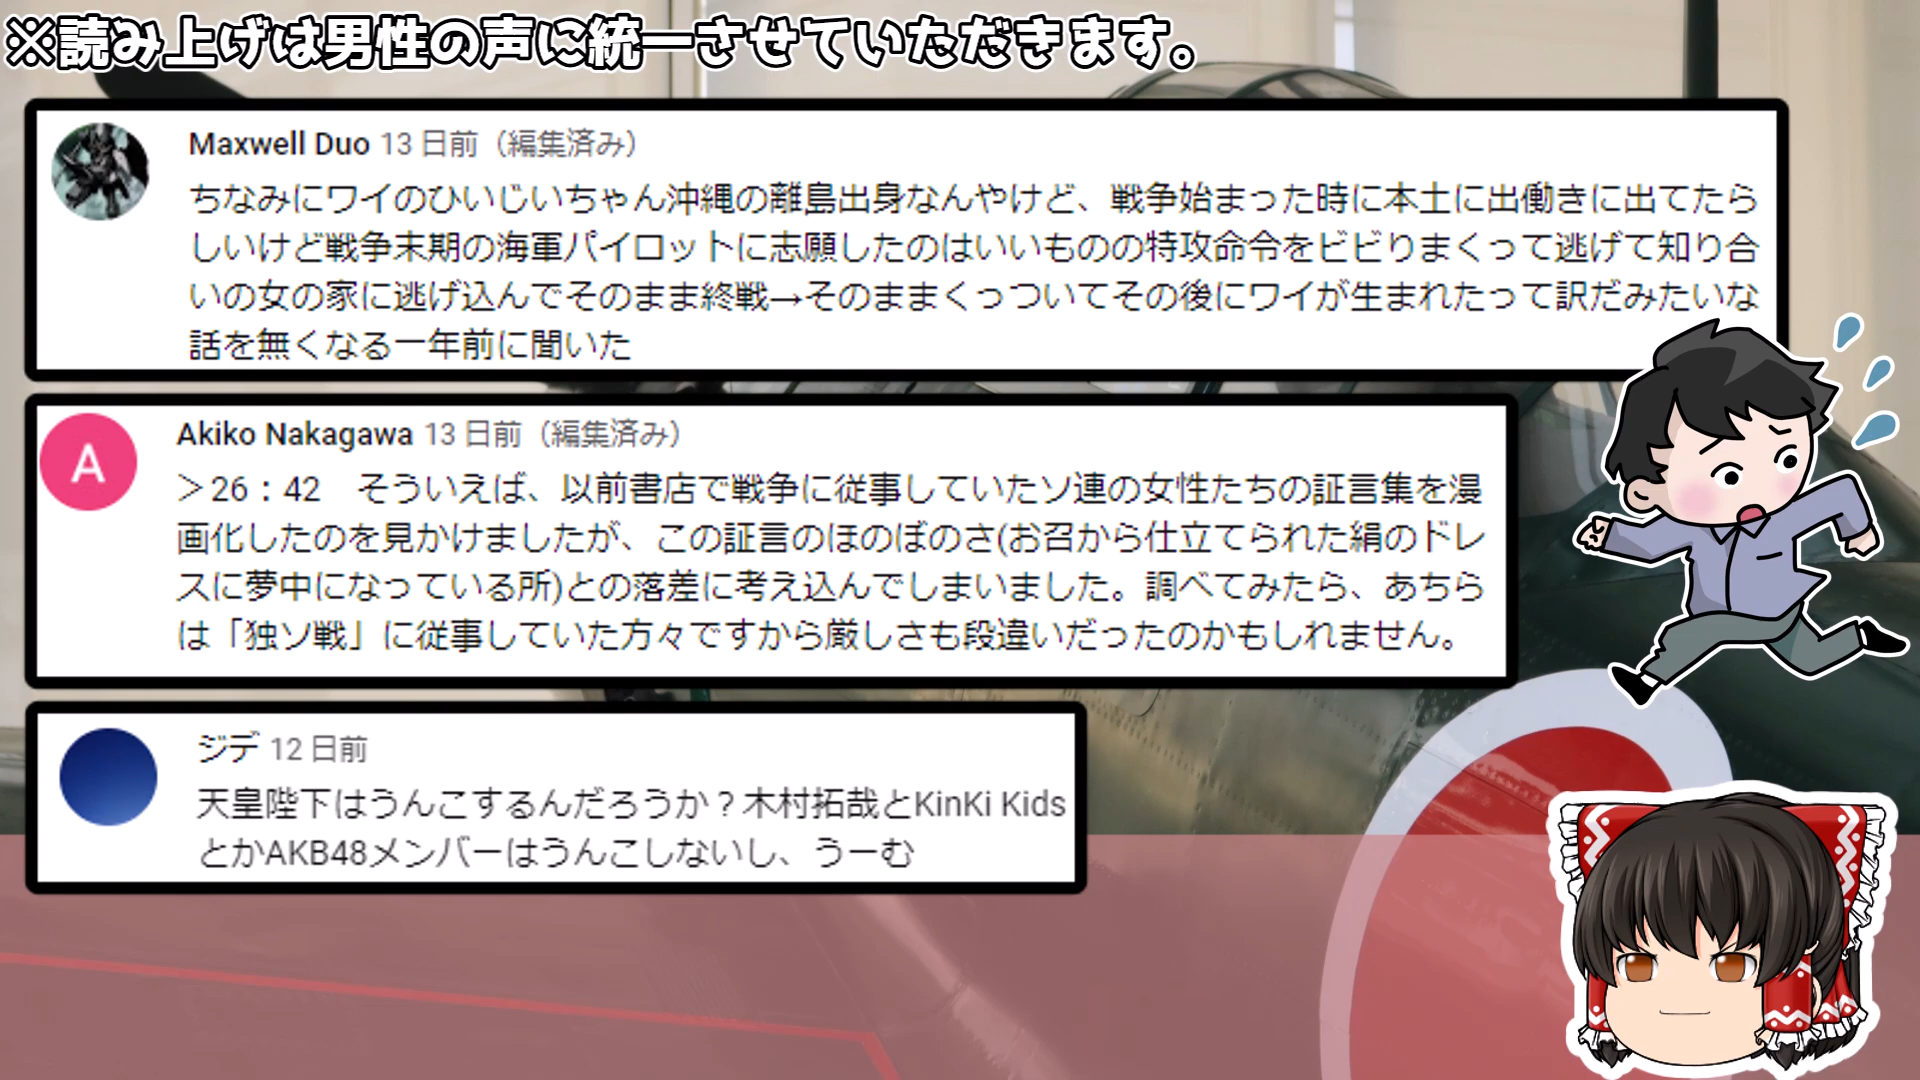 ※読み上げは男性の声に統一させていただきます。
Maxwell Duo 13 日前（編集済み）
ちなみにワイのひいじいちゃん沖縄の離島出身なんやけど、戦争始まった時に本土に出働きに出てたら
しいけど戦争末期の海軍パイロットに志願したのはいいものの特攻命令をビビりまくって逃げて知り合
いの女の家に逃げ込んでそのまま終戦→そのままくっついてその後にワイが生まれたって訳だみたいな
話を無くなる一年前に聞いた
A
Akiko Nakagawa 13 日前（編集済み）
＞26：42　そういえば、以前書店で戦争に従事していたソ連の女性たちの証言集を漫
画化したのを見かけましたが、この証言のほのぼのさ(お召から仕立てられた絹のドレ
スに夢中になっている所)との落差に考え込んでしまいました。調べてみたら、あちら
は「独ソ戦」に従事していた方々ですから厳しさも段違いだったのかもしれません。
ジデ 12 日前
天皇陛下はうんこするんだろうか？木村拓哉とKinKi Kids
とかAKB48メンバーはうんこしないし、うーむ